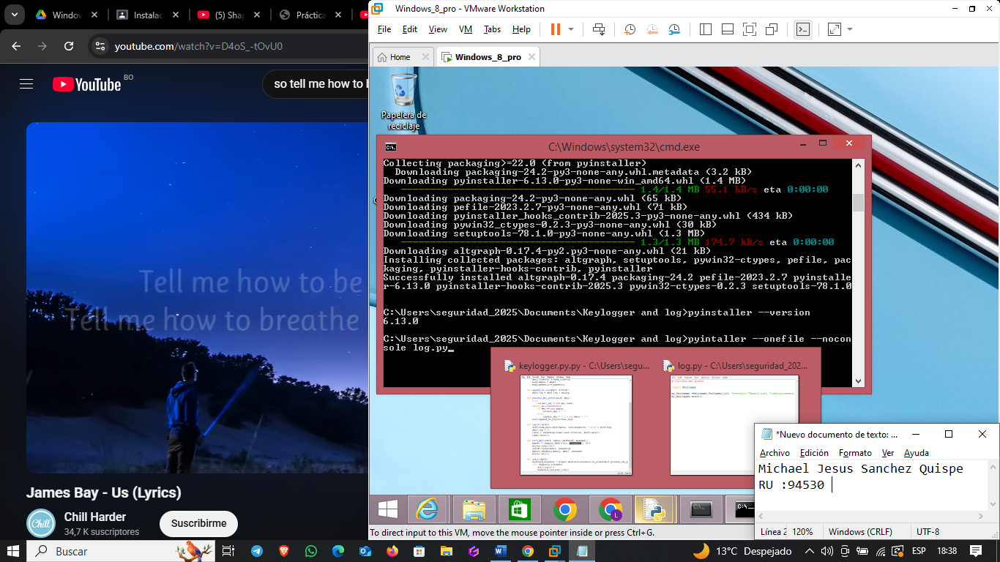 Window
Instalac
(5) Shap
Práctica
youtube.com/watch?v=D4oS_-tOvU0
YouTube
BO
so tell me how to b
Tell me how to be
Tell me how to breathe
James Bay - Us (Lyrics)
Chill
Chill Harder
34,7 K suscriptores
Suscribirme
Windows_8_pro - VMware Workstation
File Edit View VM Tabs Help
Home
Windows_8_pro
Papelera de
reciclaje
C:\Windows\system32\cmd.exe
Collecting packaging>=22.0 (from pyinstaller)
Downloading packaging-24.2-py3-none-any.whl.metadata (3.2 kB)
Downloading pyinstaller-6.13.0-py3-none-win_amd64.whl (1.4 MB)
---------------------------------------- 1.4/1.4 MB 55.1 kB/s eta 0:00:00
Downloading packaging-24.2-py3-none-any.whl (65 kB)
Downloading pefile-2023.2.7-py3-none-any.whl (71 kB)
Downloading pyinstaller_hooks_contrib-2025.3-py3-none-any.whl (434 kB)
Downloading pywin32_ctypes-0.2.3-py3-none-any.whl (30 kB)
Downloading setuptools-78.1.0-py3-none-any.whl (1.3 MB)
---------------------------------------- 1.3/1.3 MB 174.7 kB/s eta 0:00:00
Downloading altgraph-0.17.4-py2.py3-none-any.whl (21 kB)
Installing collected packages: altgraph, setuptools, pywin32-ctypes, pefile, pac
kaging, pyinstaller-hooks-contrib, pyinstaller
Successfully installed altgraph-0.17.4 packaging-24.2 pefile-2023.2.7 pyinstalle
r-6.13.0 pyinstaller-hooks-contrib-2025.3 pywin32-ctypes-0.2.3 setuptools-78.1.0
C:\Users\seguridad_2025\Documents\Keylogger and log>pyinstaller --version
6.13.0
C:\Users\seguridad_2025\Documents\Keylogger and log>pyintaller --onefile --nocon
sole log.py
keylogger.py.py - C:\Users\segu...
log.py - C:\Users\seguridad_202...
*Nuevo documento de texto: ...
Archivo Edición Formato Ver Ayuda
Michael Jesus Sanchez Quispe
RU :94530
Línea 2 120% Windows (CRLF) UTF-8
To direct input to this VM, move the mouse pointer inside or press Ctrl+G.
Buscar
13°C Despejado
ESP
18:38